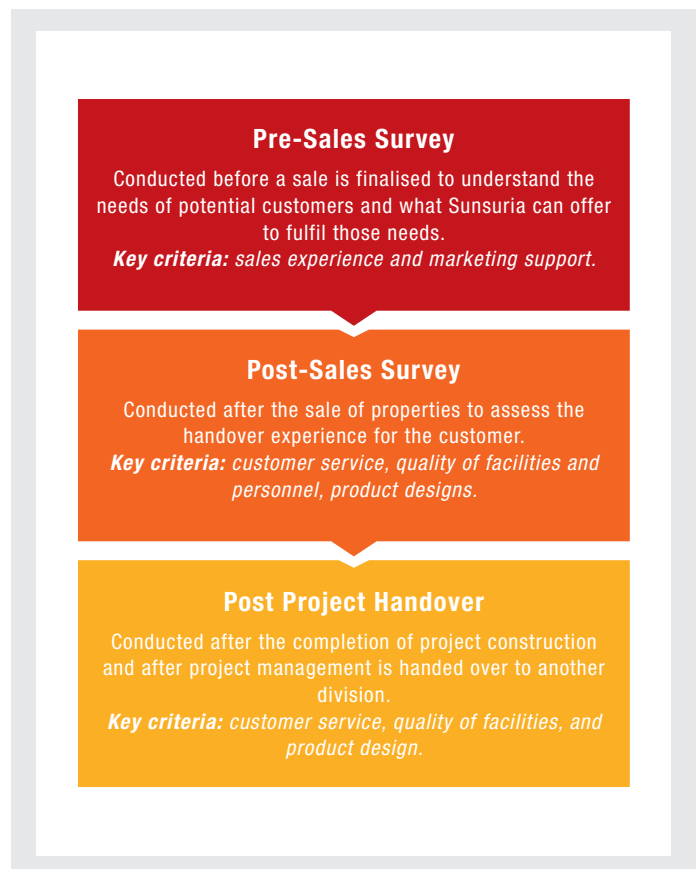 Pre-Sales Survey
Conducted before a sale is finalised to understand the
needs of potential customers and what Sunsuria can offer
to fulfil those needs.
Key criteria: sales experience and marketing support.
Post-Sales Survey
Conducted after the sale of properties to assess the
handover experience for the customer.
Key criteria: customer service, quality of facilities and
personnel, product designs.
Post Project Handover
Conducted after the completion of project construction
and after project management is handed over to another
division.
Key criteria: customer service, quality of facilities, and
product design.